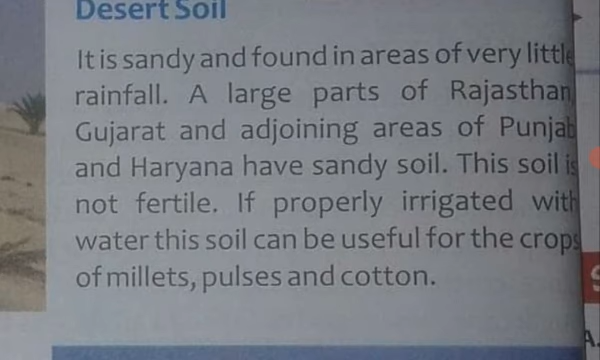 Desert Soil
It is sandy and found in areas of very little
rainfall. A large parts of Rajasthan,
Gujarat and adjoining areas of Punjab
and Haryana have sandy soil. This soil is
not fertile. If properly irrigated with
water this soil can be useful for the crops
of millets, pulses and cotton.